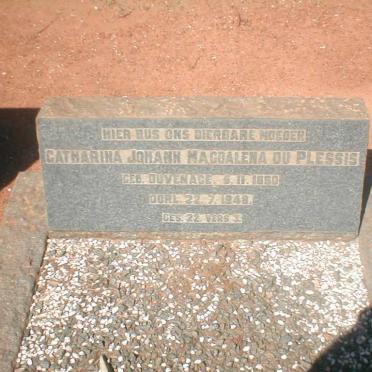 HIER RUS ONS DIERBARE MOEDER
CATHARINA JOHANN MAGDALENA DU PLESSIS
GEB. DUVENAGE. 6.11.1880
OORL. 22.7.1948.
GES. 22. VERS 3.